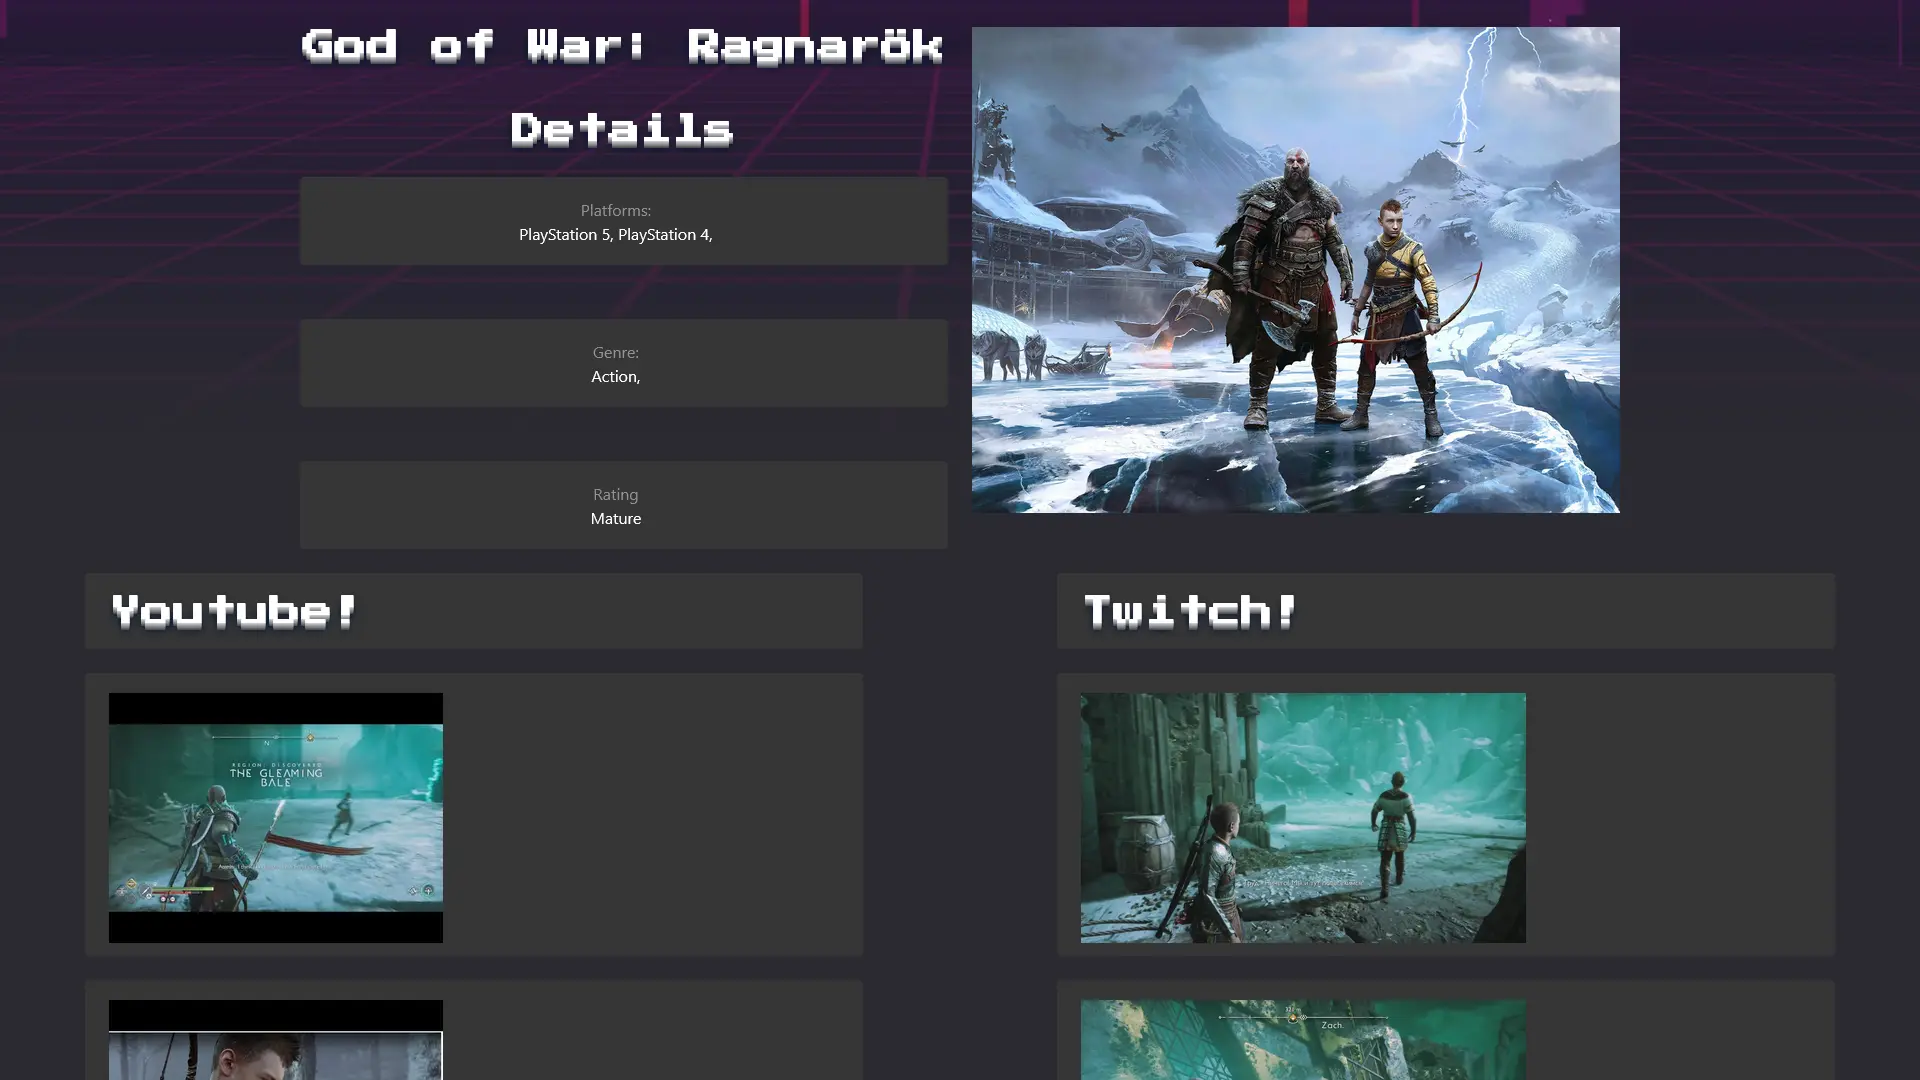 God of War: Ragnarök
Details
Platforms:
PlayStation 5, PlayStation 4,
Genre:
Action,
Rating
Mature
Youtube!
Twitch!
N
REGION: DISCOVERED
THE GLEAMING
BALE
Zach.